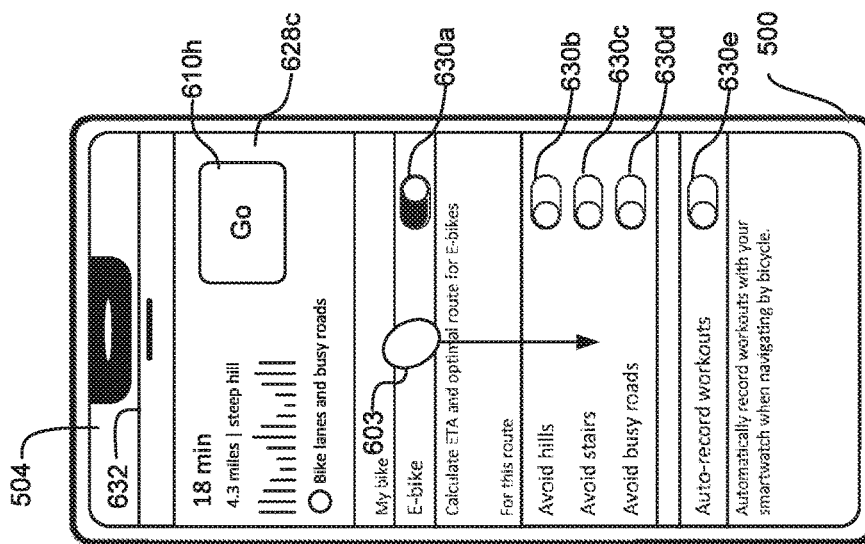 504
632
610h
628c
18 min
4.3 miles | steep hill
Go
Bike lanes and busy roads
603
My bike
E-bike
630a
Calculate ETA and optimal route for E-bikes
For this route
Avoid hills
630b
Avoid stairs
630c
Avoid busy roads
630d
Auto-record workouts
630e
Automatically record workouts with your
smartwatch when navigating by bicycle.
500